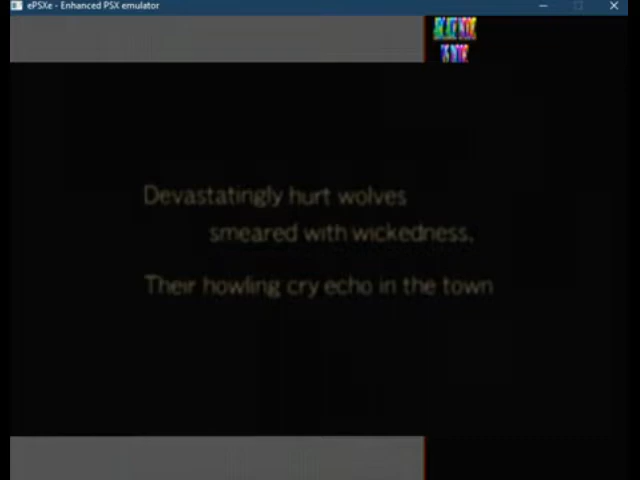 ePSXe - Enhanced PSX emulator
Devastatingly hurt wolves
smeared with wickedness,
Their howling cry echo in the town